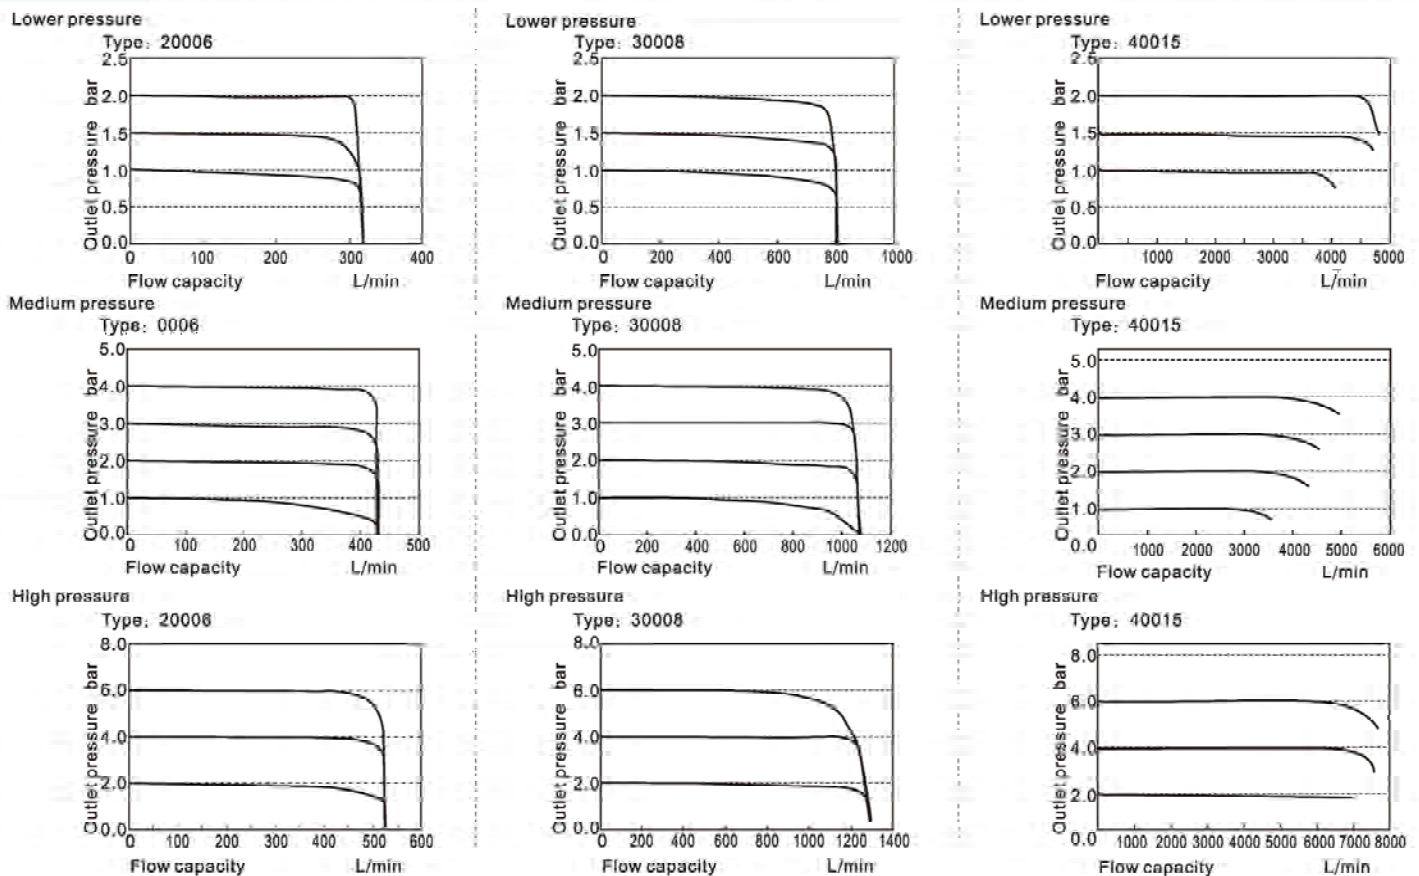 Lower pressure
Type: 20006
Outlet pressure bar
2.5
2.0
1.5
1.0
0.5
0.0
0 100 200 300 400
Flow capacity L/min
Lower pressure
Type: 30008
Outlet pressure bar
2.5
2.0
1.5
1.0
0.5
0.0
0 200 400 600 800 1000
Flow capacity L/min
Lower pressure
Type: 40015
Outlet pressure bar
2.5
2.0
1.5
1.0
0.5
0.0
0 1000 2000 3000 4000 5000
Flow capacity L/min
Medium pressure
Type: 0006
Outlet pressure bar
5.0
4.0
3.0
2.0
1.0
0.0
0 100 200 300 400 500
Flow capacity L/min
Medium pressure
Type: 30008
Outlet pressure bar
5.0
4.0
3.0
2.0
1.0
0.0
0 200 400 600 800 1000 1200
Flow capacity L/min
Medium pressure
Type: 40015
Outlet pressure bar
5.0
4.0
3.0
2.0
1.0
0.0
1000 2000 3000 4000 5000 6000
Flow capacity L/min
High pressure
Type: 20006
Outlet pressure bar
8.0
6.0
4.0
2.0
0.0
0 100 200 300 400 500 600
Flow capacity L/min
High pressure
Type: 30008
Outlet pressure bar
8.0
6.0
4.0
2.0
0.0
0 200 400 600 800 1000 1200 1400
Flow capacity L/min
High pressure
Type: 40015
Outlet pressure bar
8.0
6.0
4.0
2.0
0.0
1000 2000 3000 4000 5000 6000 7000 8000
Flow capacity L/min